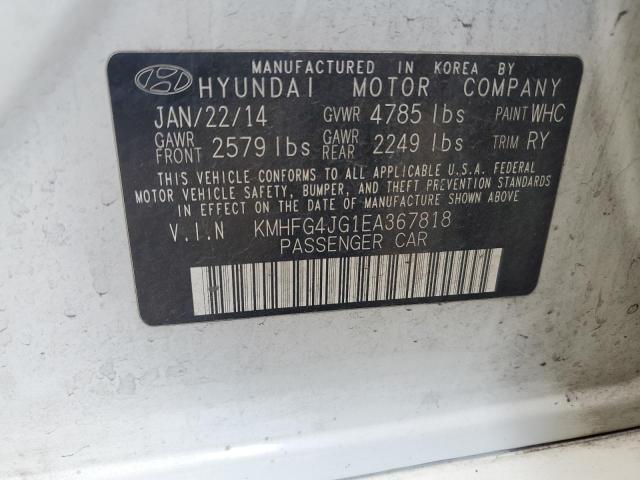 MANUFACTURED IN KOREA BY
HYUNDAI MOTOR COMPANY
JAN/22/14 GVWR 4785 lbs PAINT WHC
GAWR FRONT 2579 lbs GAWR REAR 2249 lbs TRIM RY
THIS VEHICLE CONFORMS TO ALL APPLICABLE U.S.A. FEDERAL
MOTOR VEHICLE SAFETY, BUMPER, AND THEFT PREVENTION STANDARDS
IN EFFECT ON THE DATE OF MANUFACTURE SHOWN ABOVE.
V.I.N KMHFG4JG1EA367818
PASSENGER CAR